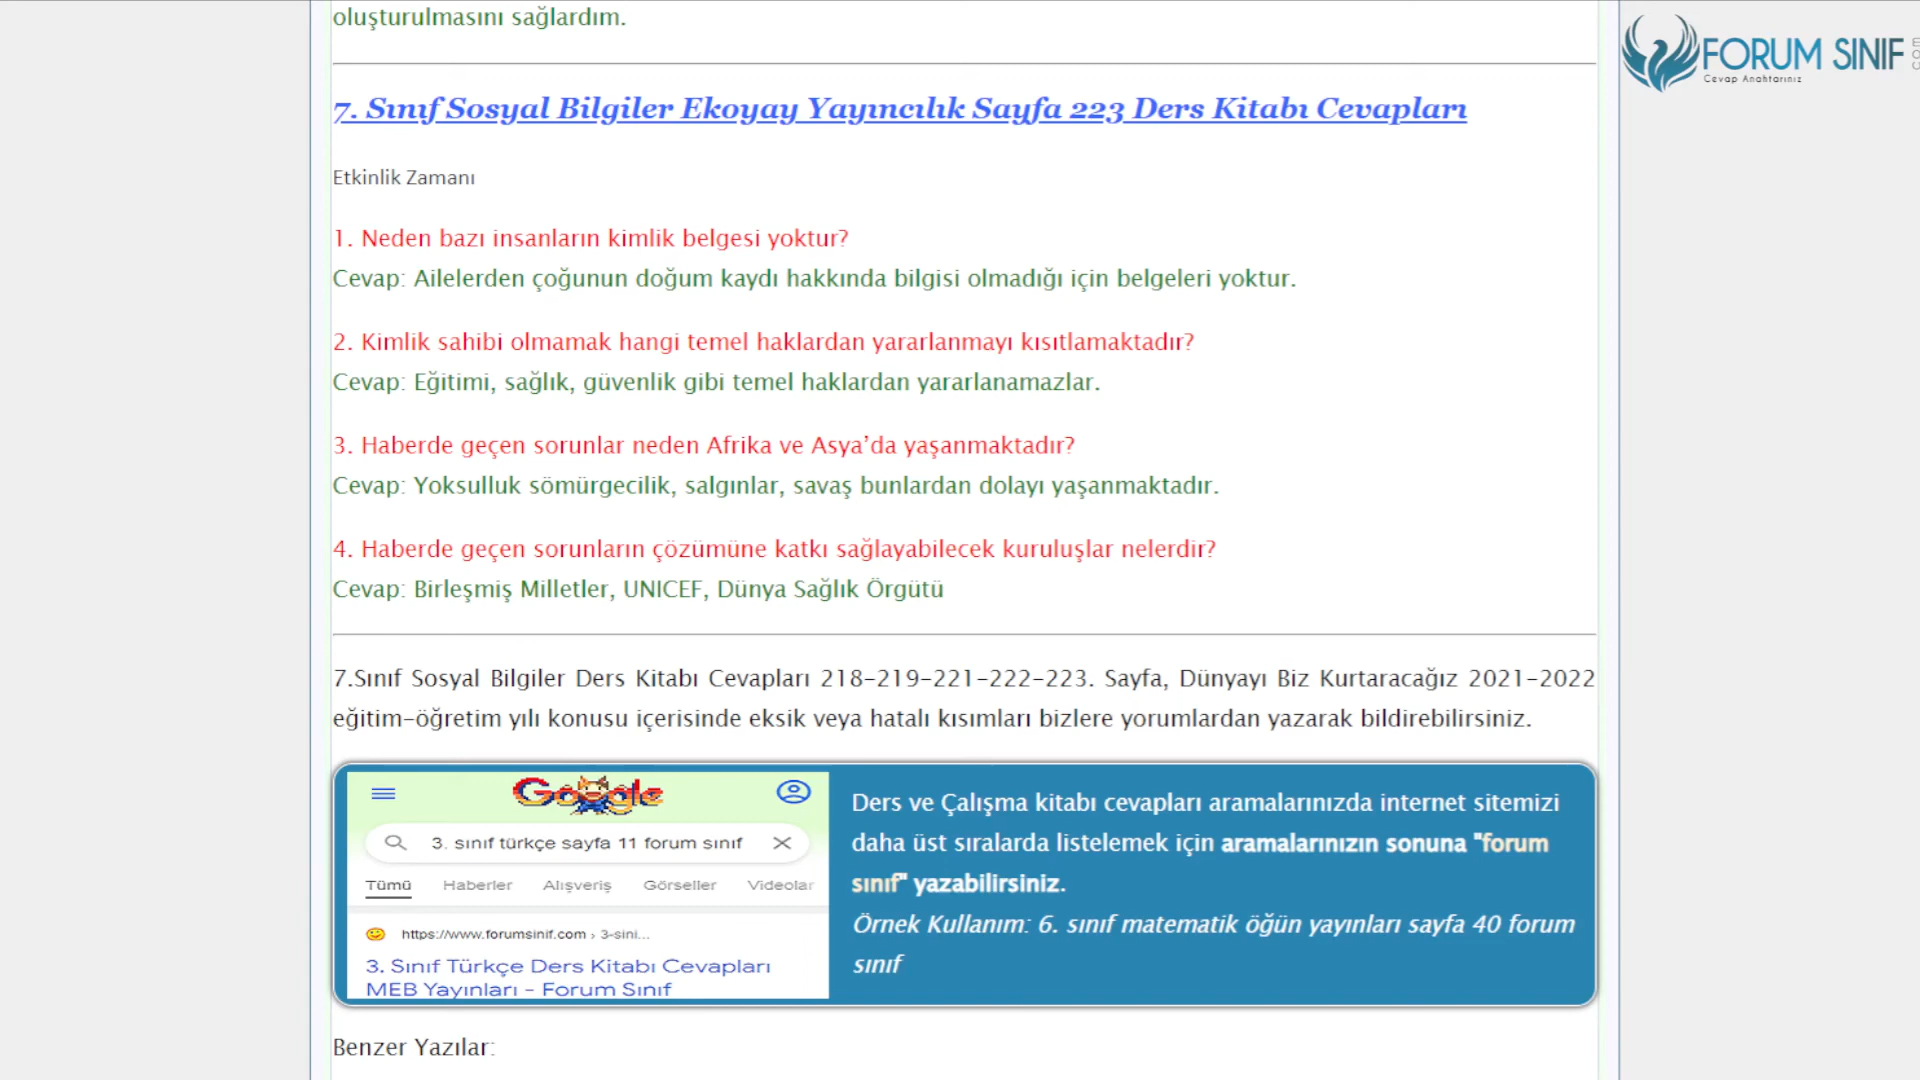 oluşturulmasını sağlardım.
FORUM SINIF
Cevap Anahtarınız
7. Sınıf Sosyal Bilgiler Ekoyay Yayıncılık Sayfa 223 Ders Kitabı Cevapları
Etkinlik Zamanı
1. Neden bazı insanların kimlik belgesi yoktur?
Cevap: Ailelerden çoğunun doğum kaydı hakkında bilgisi olmadığı için belgeleri yoktur.
2. Kimlik sahibi olmamak hangi temel haklardan yararlanmayı kısıtlamaktadır?
Cevap: Eğitimi, sağlık, güvenlik gibi temel haklardan yararlanamazlar.
3. Haberde geçen sorunlar neden Afrika ve Asya’da yaşanmaktadır?
Cevap: Yoksulluk sömürgecilik, salgınlar, savaş bunlardan dolayı yaşanmaktadır.
4. Haberde geçen sorunların çözümüne katkı sağlayabilecek kuruluşlar nelerdir?
Cevap: Birleşmiş Milletler, UNICEF, Dünya Sağlık Örgütü
7.Sınıf Sosyal Bilgiler Ders Kitabı Cevapları 218-219-221-222-223. Sayfa, Dünyayı Biz Kurtaracağız 2021-2022
eğitim-öğretim yılı konusu içerisinde eksik veya hatalı kısımları bizlere yorumlardan yazarak bildirebilirsiniz.
Google
3. sınıf türkçe sayfa 11 forum sınıf
Tümü Haberler Alışveriş Görseller Videolar
https://www.forumsinif.com › 3-sini...
3. Sınıf Türkçe Ders Kitabı Cevapları
MEB Yayınları - Forum Sınıf
Ders ve Çalışma kitabı cevapları aramalarınızda internet sitemizi
daha üst sıralarda listelemek için aramalarınızın sonuna "forum
sınıf" yazabilirsiniz.
Örnek Kullanım: 6. sınıf matematik öğün yayınları sayfa 40 forum
sınıf
Benzer Yazılar: